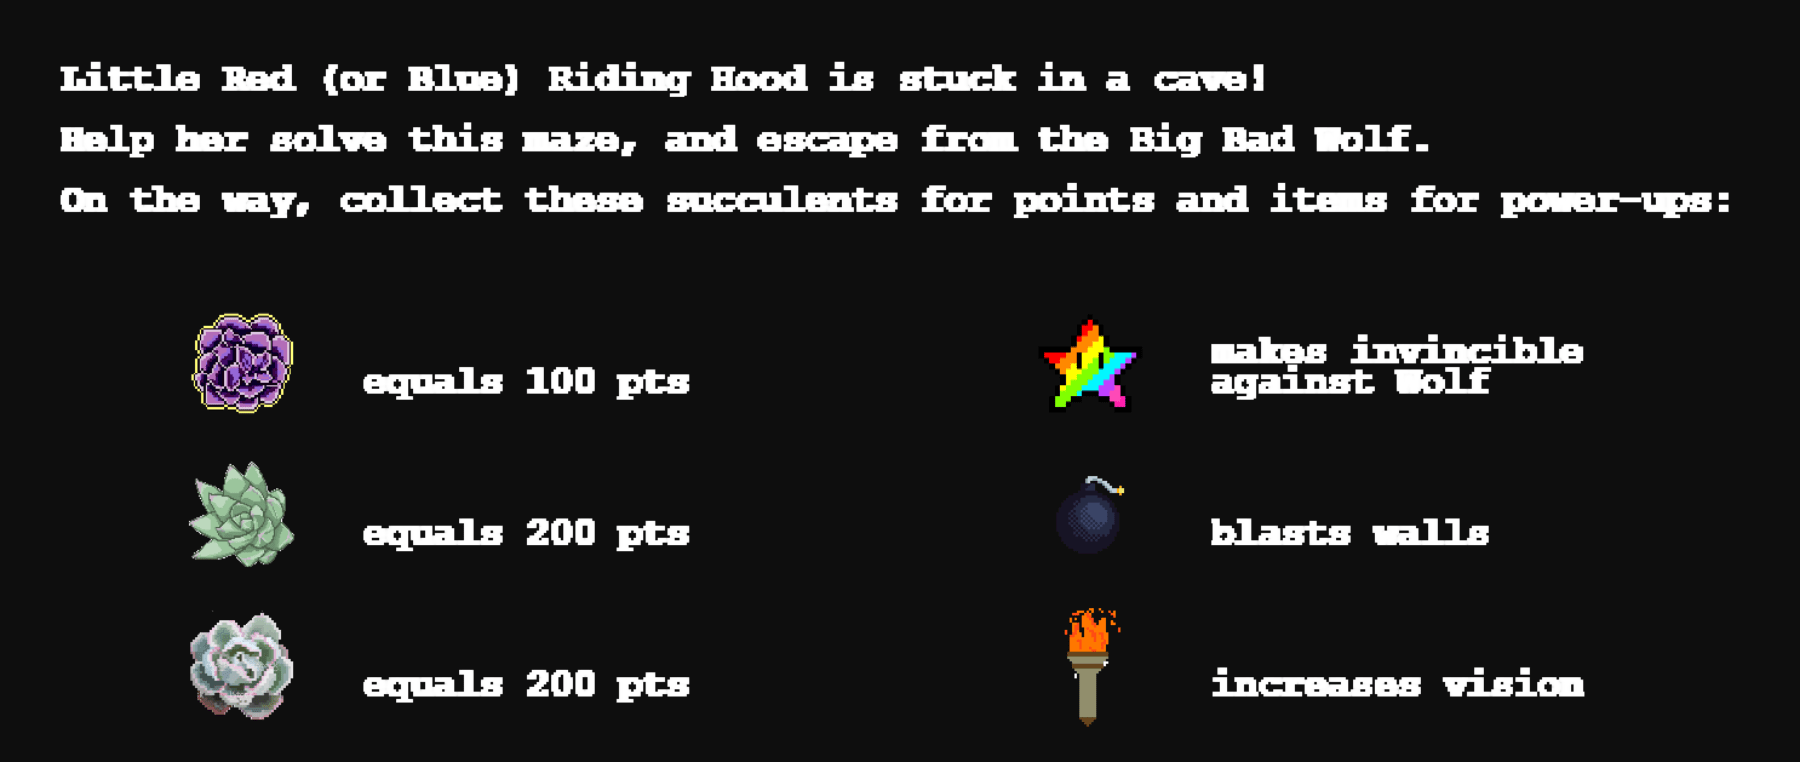 Little Red (or Blue) Riding Hood is stuck in a cave!
Help her solve this maze, and escape from the Big Bad Wolf.
On the way, collect these succulents for points and items for power-ups:
equals 100 pts
makes invincible
against Wolf
equals 200 pts
blasts walls
equals 200 pts
increases vision